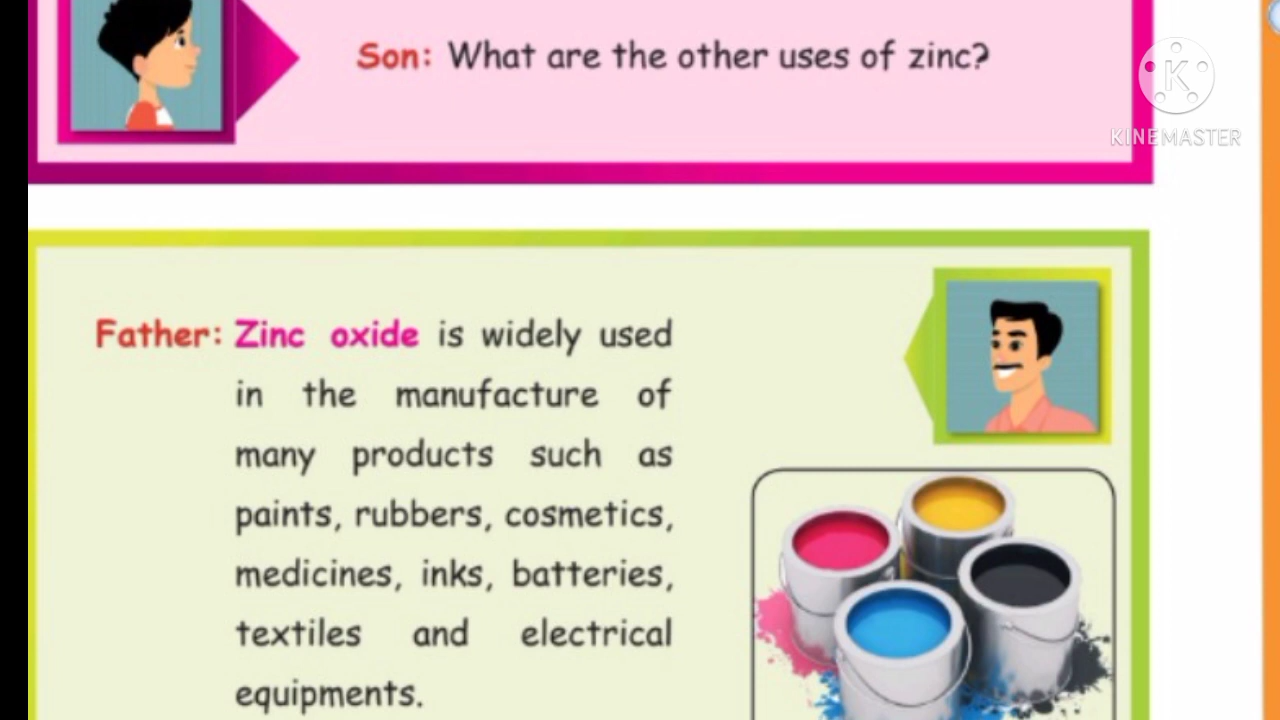 Son: What are the other uses of zinc?
K
KINEMASTER
Father: Zinc oxide is widely used
in the manufacture of
many products such as
paints, rubbers, cosmetics,
medicines, inks, batteries,
textiles and electrical
equipments.